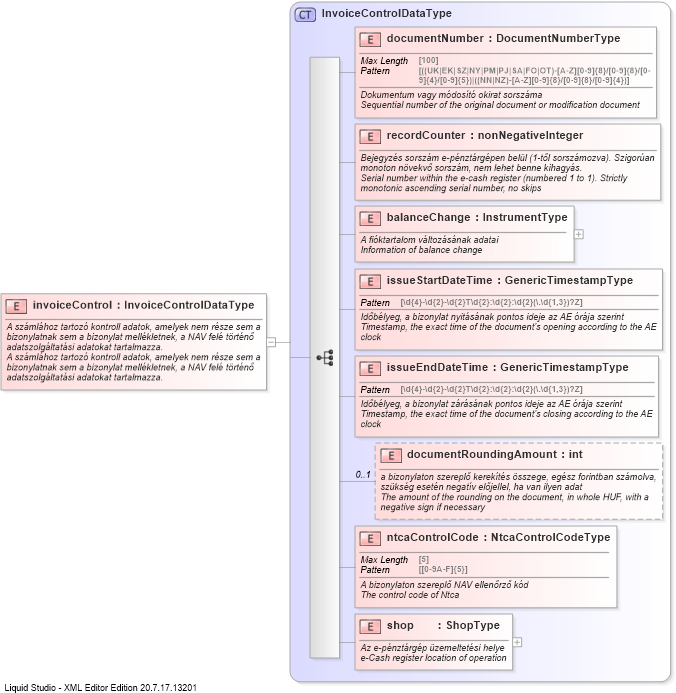 CT InvoiceControlDataType
E documentNumber : DocumentNumberType
Max Length [100]
Pattern [((UK|EK|SZ|NY|PM|PJ|SA|FO|OT)-[A-Z][0-9]{8}/[0-9]{8}/[0-
9]{4}/[0-9]{5})|((NN|NZ)-[A-Z][0-9]{8}/[0-9]{8}/[0-9]{4})]
Dokumentum vagy módosító okirat sorszáma
Sequential number of the original document or modification document
E recordCounter : nonNegativeInteger
Bejegyzés sorszám e-pénztárgépen belül (1-től sorszámozva). Szigorúan
monoton növekvő sorszám, nem lehet benne kihagyás.
Serial number within the e-cash register (numbered 1 to 1). Strictly
monotonic ascending serial number, no skips
E balanceChange : InstrumentType
A fióktartalom változásának adatai
Information of balance change
E issueStartDateTime : GenericTimestampType
Pattern [\d{4}-\d{2}-\d{2}T\d{2}:\d{2}:\d{2}(\.\d{1,3})?Z]
Időbélyeg, a bizonylat nyitásának pontos ideje az AE órája szerint
Timestamp, the exact time of the document's opening according to the AE
clock
E invoiceControl : InvoiceControlDataType
A számlához tartozó kontroll adatok, amelyek nem része sem a
bizonylatnak sem a bizonylat mellékletnek, a NAV felé történő
adatszolgáltatási adatokat tartalmazza.
A számlához tartozó kontroll adatok, amelyek nem része sem a
bizonylatnak sem a bizonylat mellékletnek, a NAV felé történő
adatszolgáltatási adatokat tartalmazza.
E issueEndDateTime : GenericTimestampType
Pattern [\d{4}-\d{2}-\d{2}T\d{2}:\d{2}:\d{2}(\.\d{1,3})?Z]
Időbélyeg, a bizonylat zárásának pontos ideje az AE órája szerint
Timestamp, the exact time of the document's closing according to the AE
clock
0..1
E documentRoundingAmount : int
a bizonylaton szereplő kerekítés összege, egész forintban számolva,
szükség esetén negatív előjellel, ha van ilyen adat
The amount of the rounding on the document, in whole HUF, with a
negative sign if necessary
E ntcaControlCode : NtcaControlCodeType
Max Length [5]
Pattern [[0-9A-F]{5}]
A bizonylaton szereplő NAV ellenőrző kód
The control code of Ntca
E shop : ShopType
Az e-pénztárgép üzemeltetési helye
e-Cash register location of operation
Liquid Studio - XML Editor Edition 20.7.17.13201